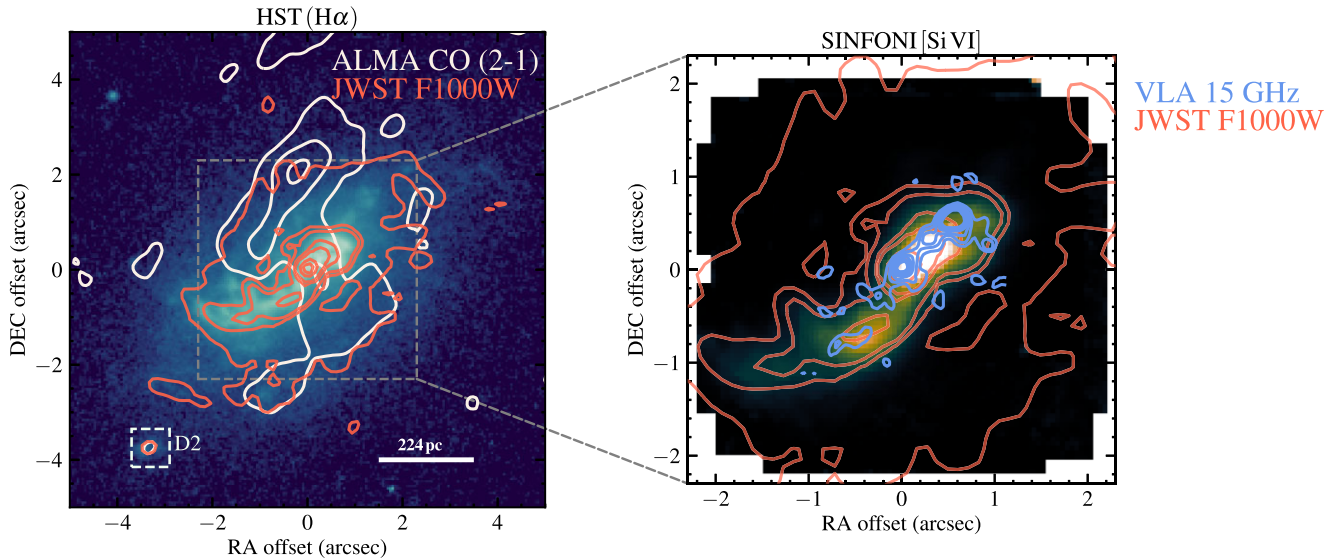 HST (Hα)
ALMA CO (2-1)
JWST F1000W
D2
224 pc
DEC offset (arcsec)
4
2
0
−2
−4
−4
−2
0
2
4
RA offset (arcsec)
SINFONI [Si VI]
VLA 15 GHz
JWST F1000W
DEC offset (arcsec)
2
1
0
−1
−2
−2
−1
0
1
2
RA offset (arcsec)